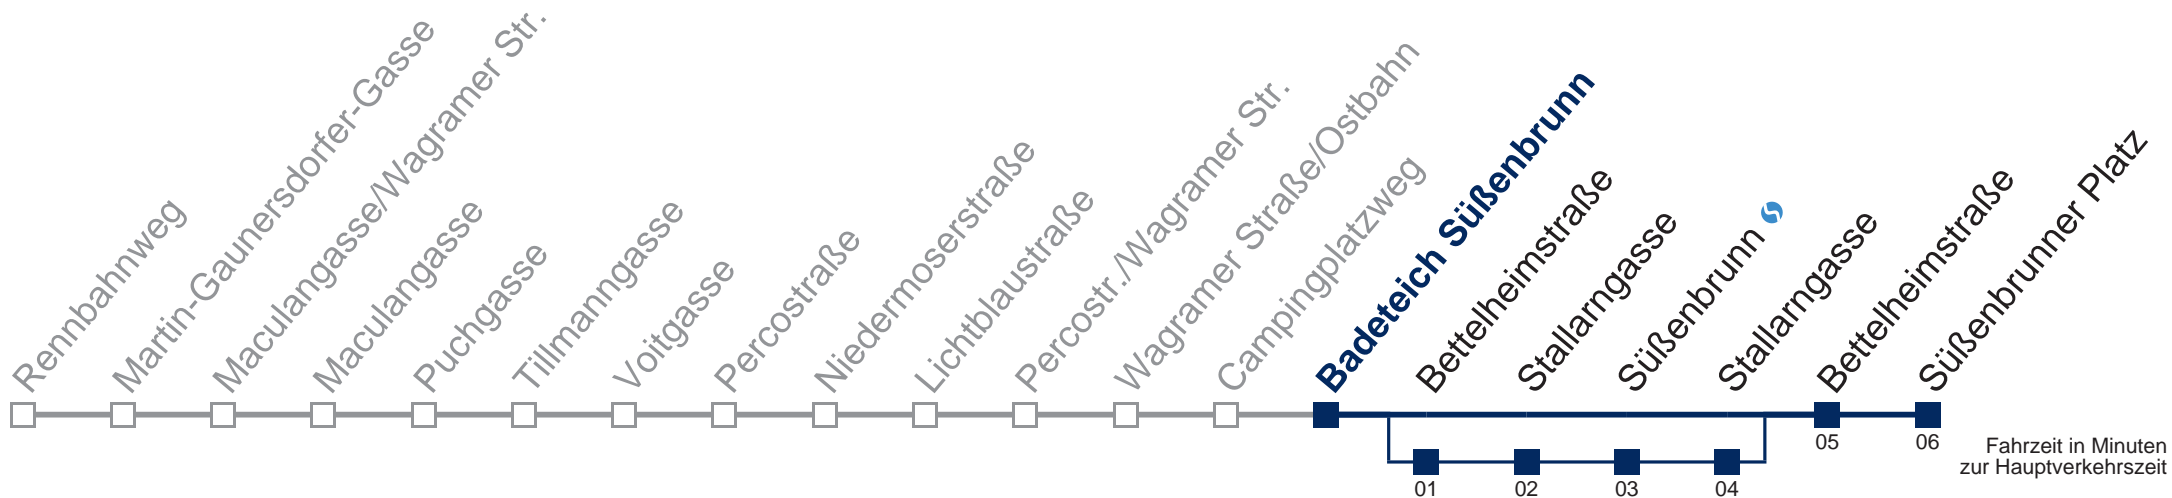 Rennbahnweg
Martin-Gaunersdorfer-Gasse
Maculangasse/Wagramer Str.
Maculangasse
Puchgasse
Tillmanngasse
Voitgasse
Percostraße
Niedermoserstraße
Lichtblaustraße
Percostr./Wagramer Str.
Wagramer Straße/Ostbahn
Campingplatzweg
Badeteich Süßenbrunn
Bettelheimstraße
Stallarngasse
Süßenbrunn
Stallarngasse
Bettelheimstraße
Süßenbrunner Platz
05 06
01 02 03 04
Fahrzeit in Minuten
zur Hauptverkehrszeit